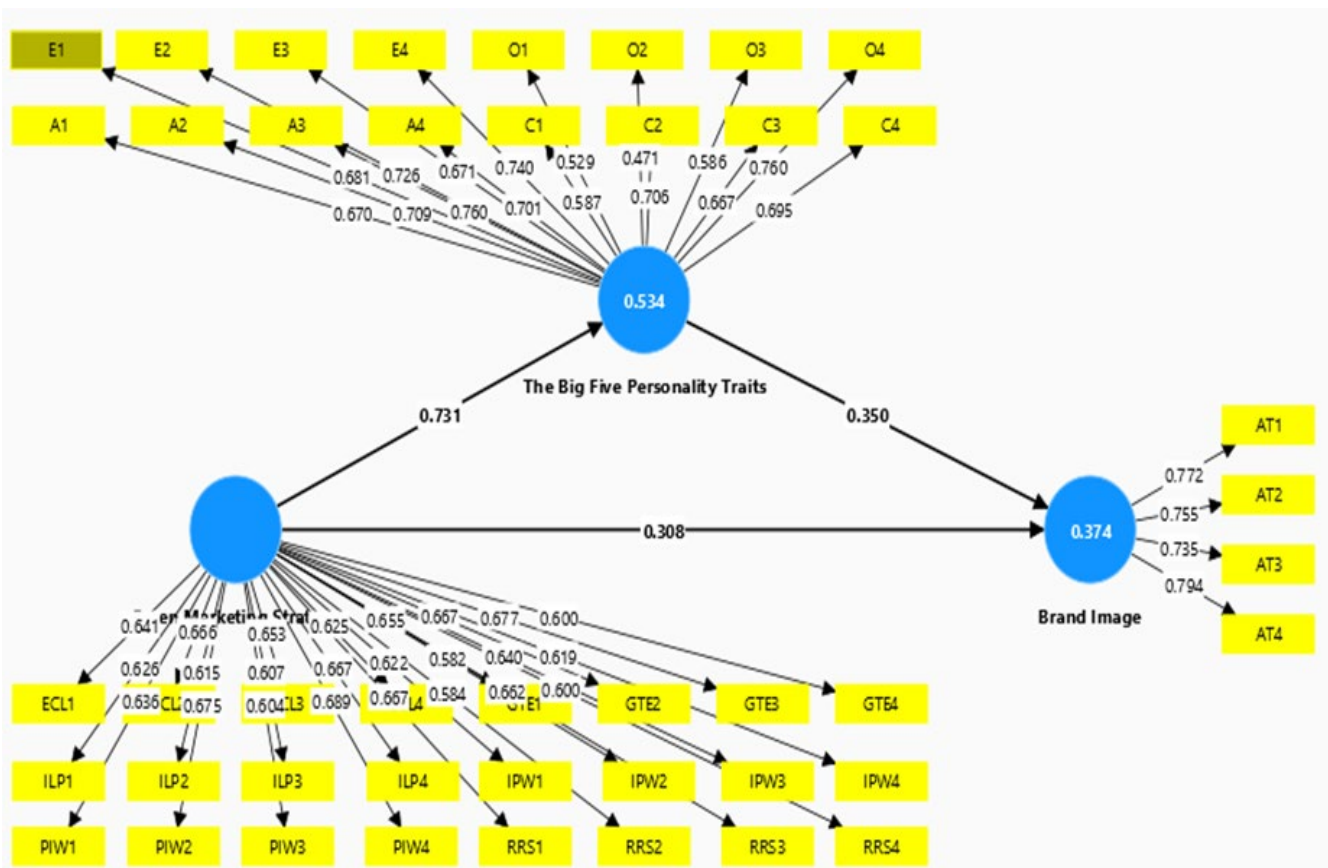 E1 E2 E3 E4 O1 O2 O3 O4
A1 A2 A3 A4 C1 C2 C3 C4
0.681 0.726 0.671 0.740 0.529 0.471 0.586 0.760
0.670 0.709 0.760 0.701 0.587 0.706 0.667 0.695
0.534
The Big Five Personality Traits
0.731 0.350
AT1
0.772
AT2
0.755
0.308 0.374
0.735
AT3
0.794
Brand Image
AT4
Marketing
0.641 0.666 0.653 0.625 0.655 0.667 0.677 0.600
0.626 0.615 0.607 0.667 0.622 0.582 0.640 0.619
0.636 0.675 0.604 0.689 0.667 0.584 0.662 0.600
ECL1 GTE1 GTE2 GTE3 GTE4
ILP1 ILP2 ILP3 ILP4 IPW1 IPW2 IPW3 IPW4
PIW1 PIW2 PIW3 PIW4 RRS1 RRS2 RRS3 RRS4